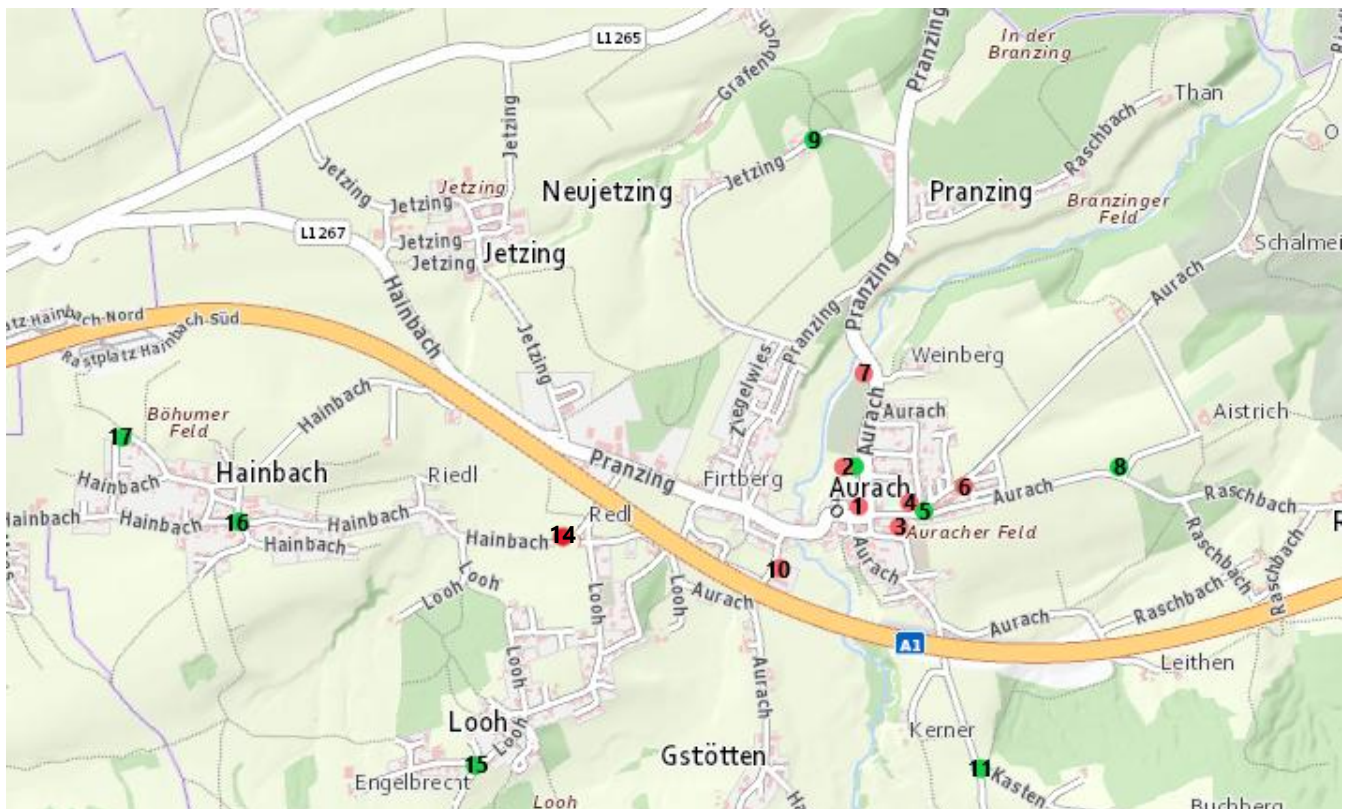 L1265
In der
Branzing
Pranzing
Grafenbuch
Than
Raschbach
Jetzing
9
Jetzing
Jetzing
Jetzing
Jetzing
Neujetzing
Pranzing
Branzinger
Feld
L1267
Jetzing
Jetzing
Jetzing
Schalmei
Aurach
Hainbach
Pranzing
Pranzing
Hainbach-Nord
Rastplatz Hainbach-Süd
Jetzing
Ziegelwies
7
Weinberg
Aurach
Aurach
Böhumer
Feld
Hainbach
17
Aistrich
Hainbach
Hainbach
Riedl
Pranzing
Firtberg
2
Aurach
8
6
Aurach
Raschbach
1
4
5
Redl
3
Auracher Feld
Hainbach
Hainbach
16
Hainbach
Hainbach
Hainbach
14
10
Aurach
Raschbach
Looh
Looh
Looh
Looh
Aurach
Raschbach
Raschbach
Aurach
A1
Leithen
Looh
Aurach
Looh
Looh
Kerner
Gstötten
15
Engelbrecht
11
Kasten
Looh
Buchberg